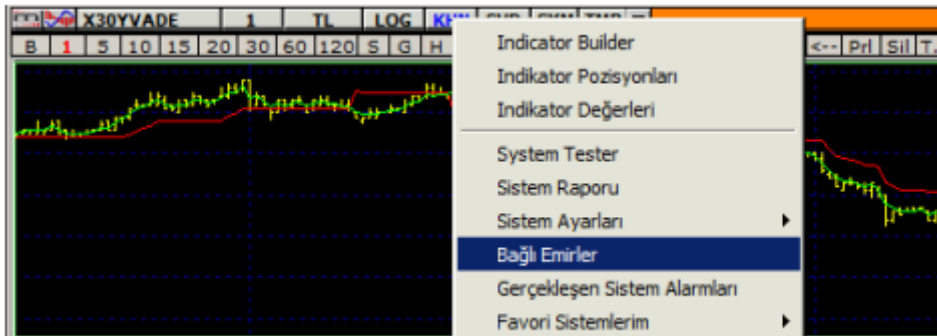 X30YVADE 1 TL LOG
B 1 5 10 15 20 30 60 120 S G H <-- Prl Sil T.
Indicator Builder
Indikator Pozisyonları
Indikator Değerleri
System Tester
Sistem Raporu
Sistem Ayarları
Bağlı Emirler
Gerçekleşen Sistem Alarmları
Favori Sistemlerim